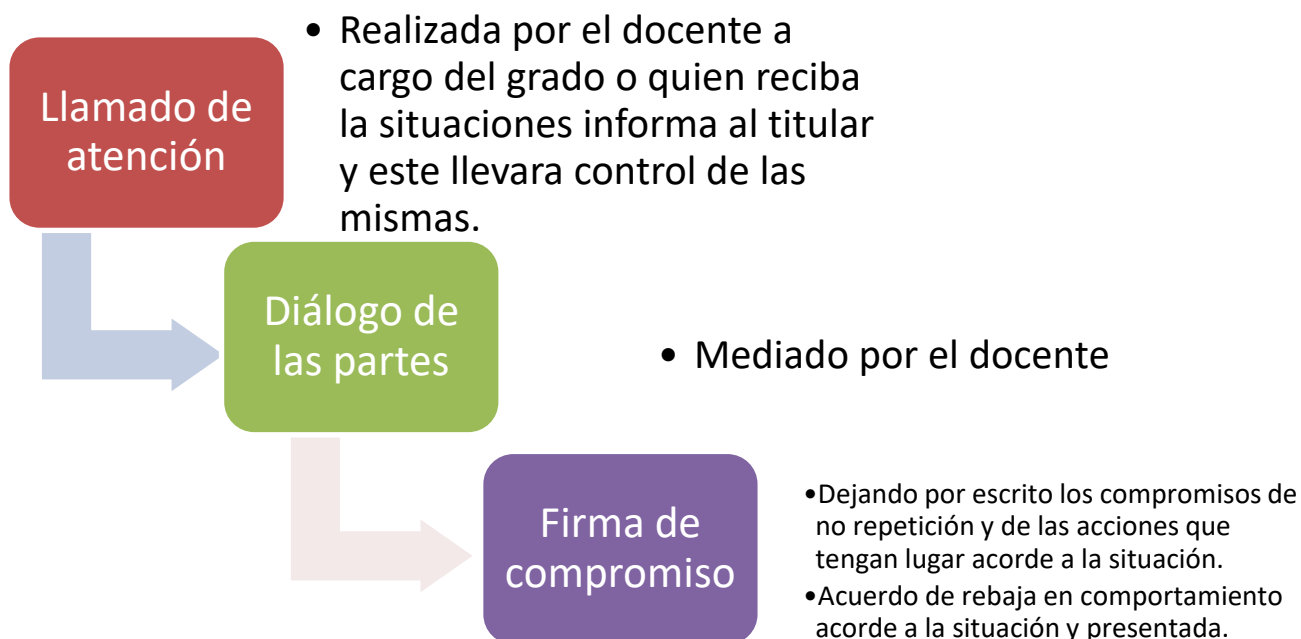 Llamado de
atención
• Realizada por el docente a
cargo del grado o quien reciba
la situaciones informa al titular
y este llevara control de las
mismas.
Diálogo de
las partes
• Mediado por el docente
Firma de
compromiso
•Dejando por escrito los compromisos de
no repetición y de las acciones que
tengan lugar acorde a la situación.
•Acuerdo de rebaja en comportamiento
acorde a la situación y presentada.